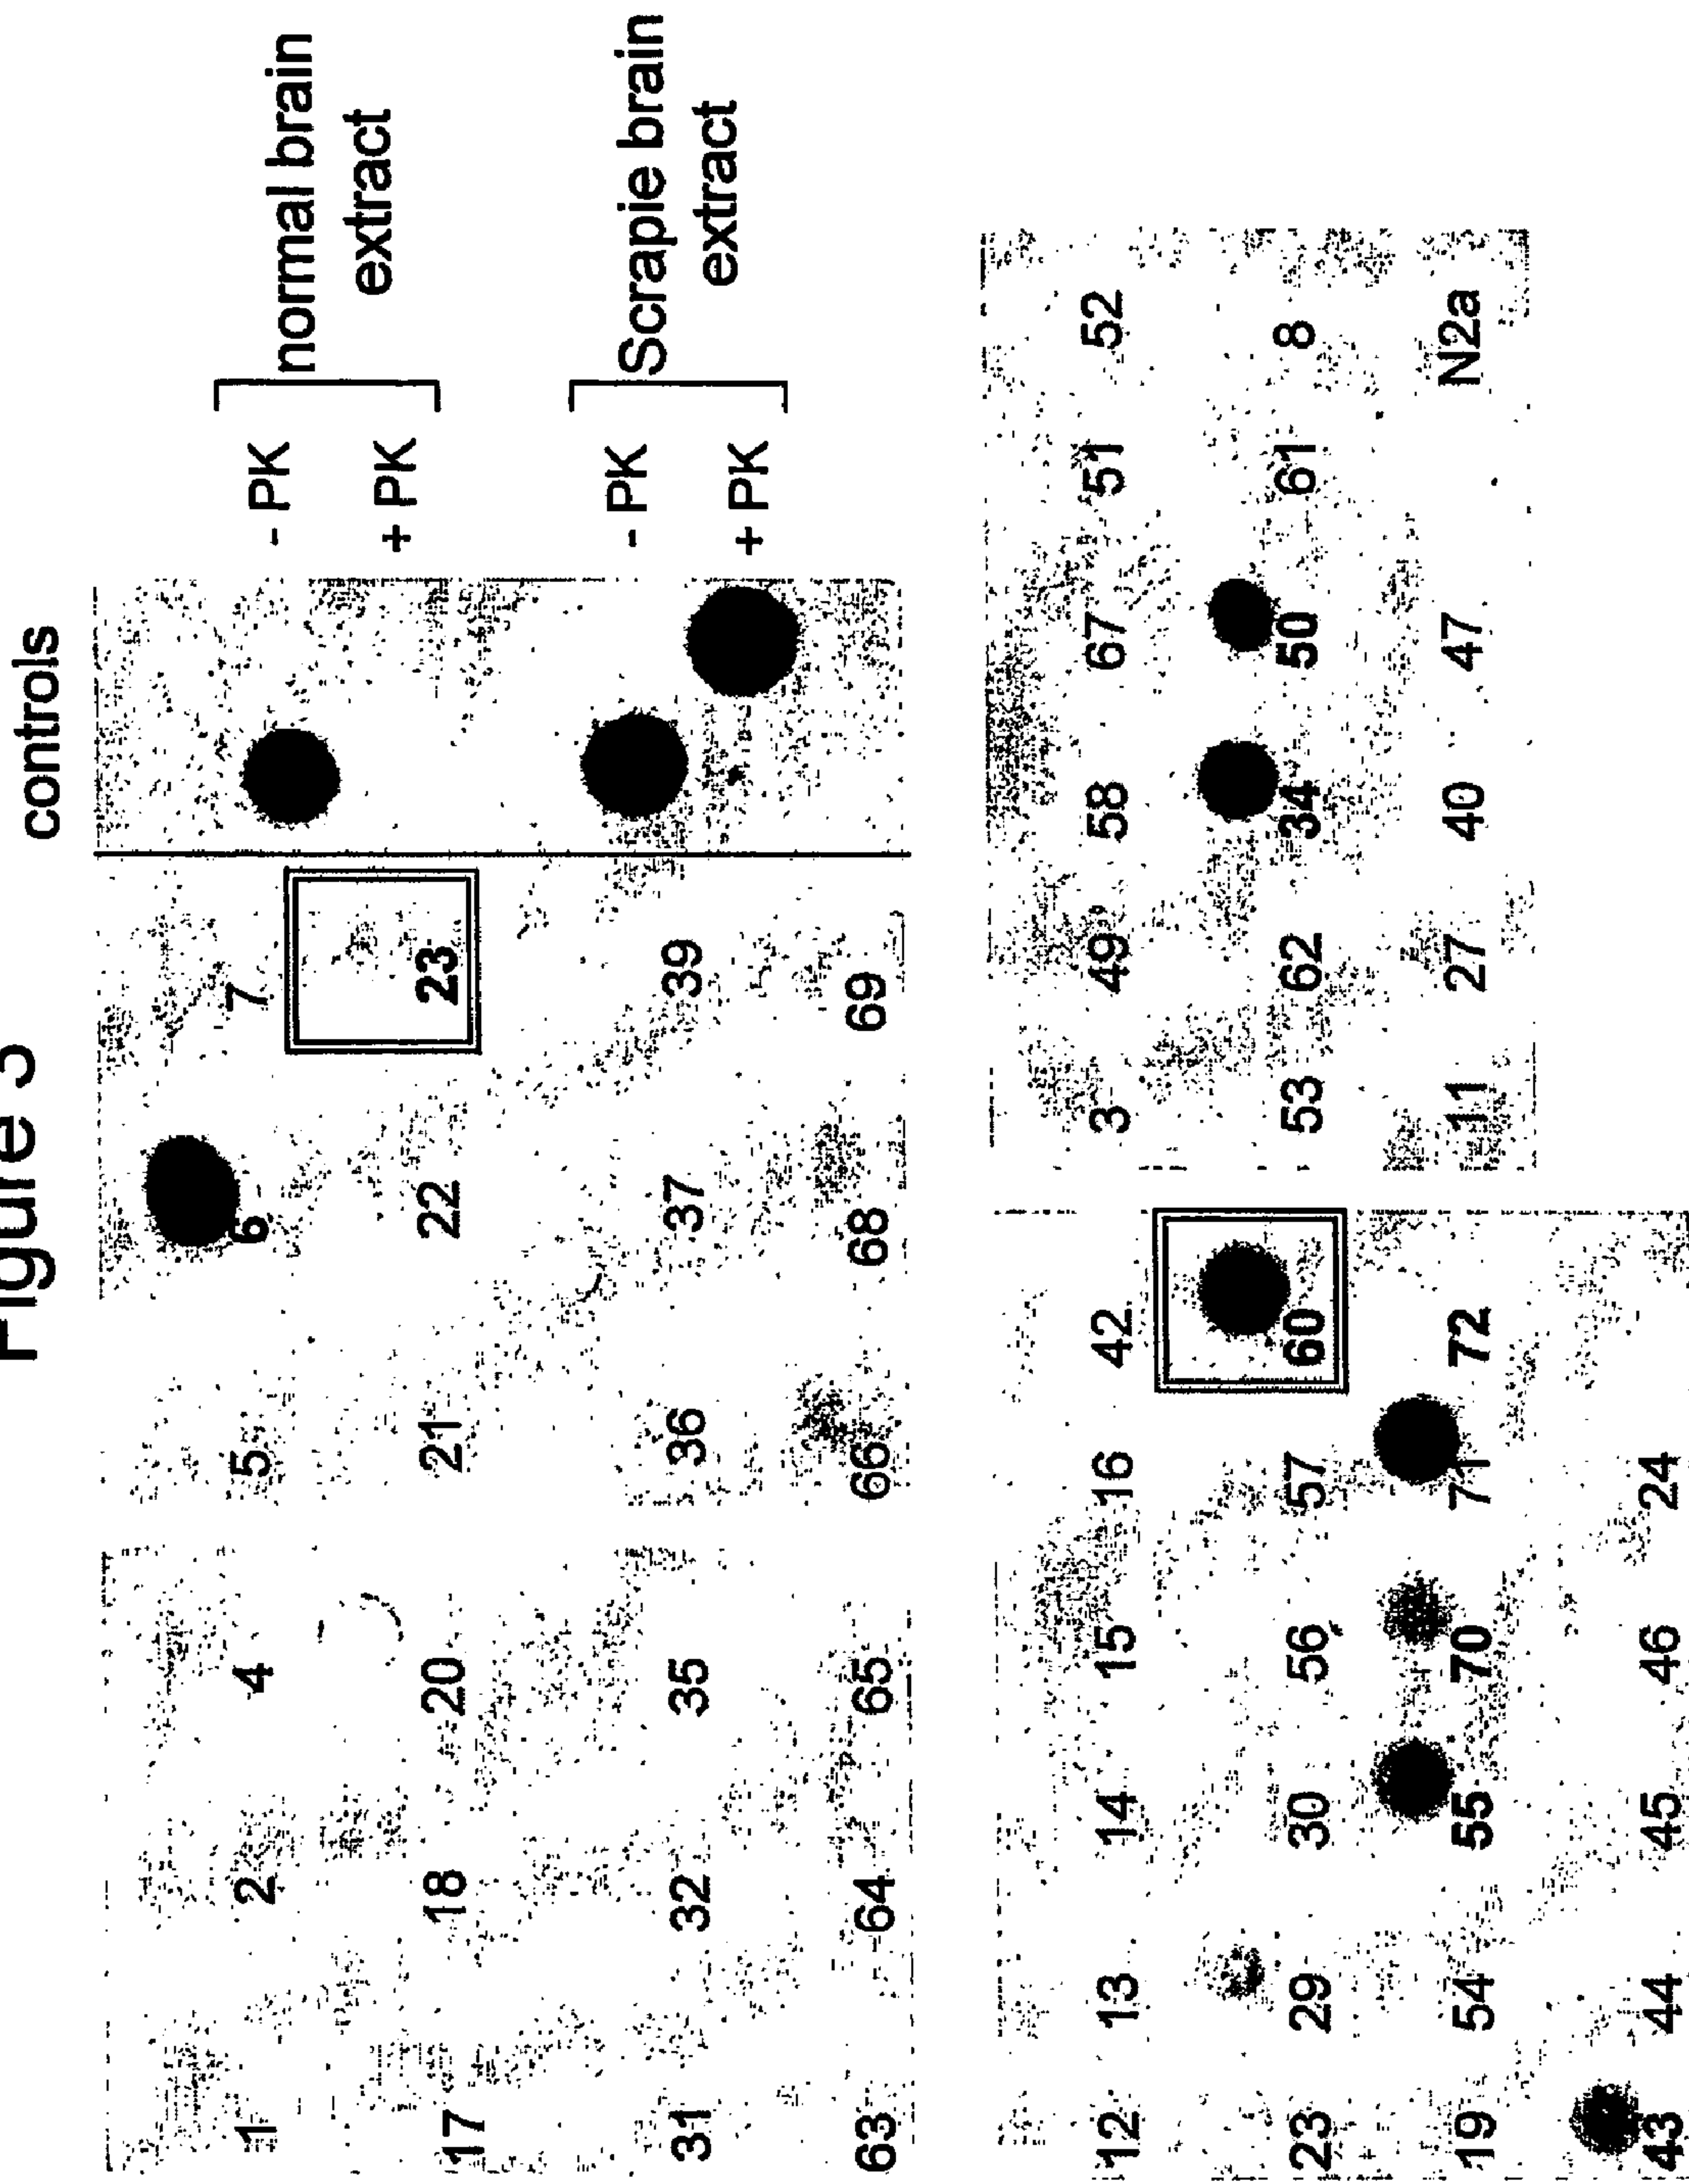 Figure
controls
1 2 4 5 6 7
- PK normal brain
+ PK extract
17 18 20 21 22 23
- PK Scrapie brain
+ PK extract
31 32 35 36 37 39
63 64 65 66 68 69
12 13 14 15 16 42 3 49 58 67 51 52
23 29 30 56 57 60 53 62 34 50 61 8
19 54 55 70 71 72 11 27 40 47 N2a
43 44 45 46 24